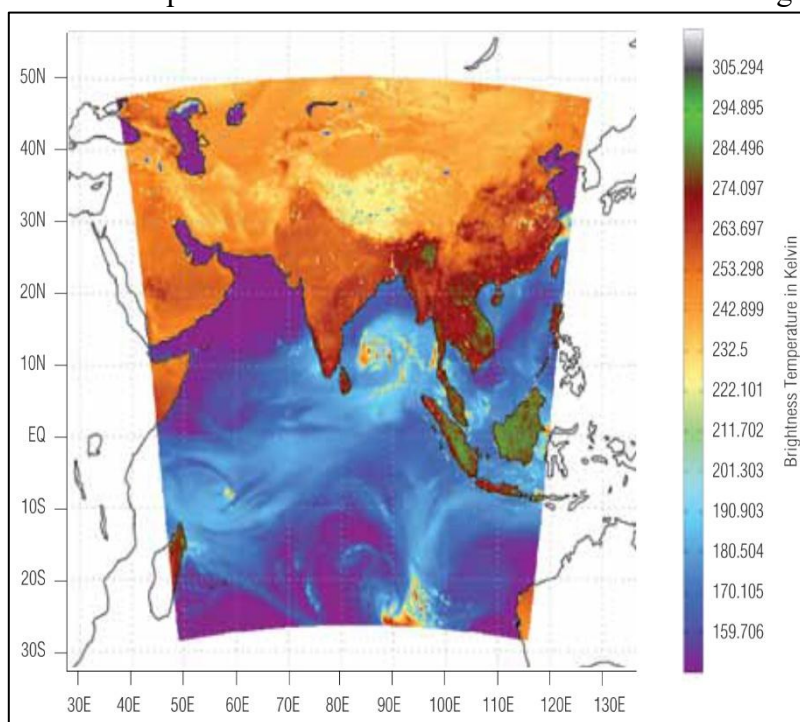 50N
40N
30N
20N
10N
EQ
10S
20S
30S
30E 40E 50E 60E 70E 80E 90E 100E 110E 120E 130E
305.294
294.895
284.496
274.097
263.697
253.298
242.899
232.5
222.101
211.702
201.303
190.903
180.504
170.105
159.706
Brightness Temperature in Kelvin